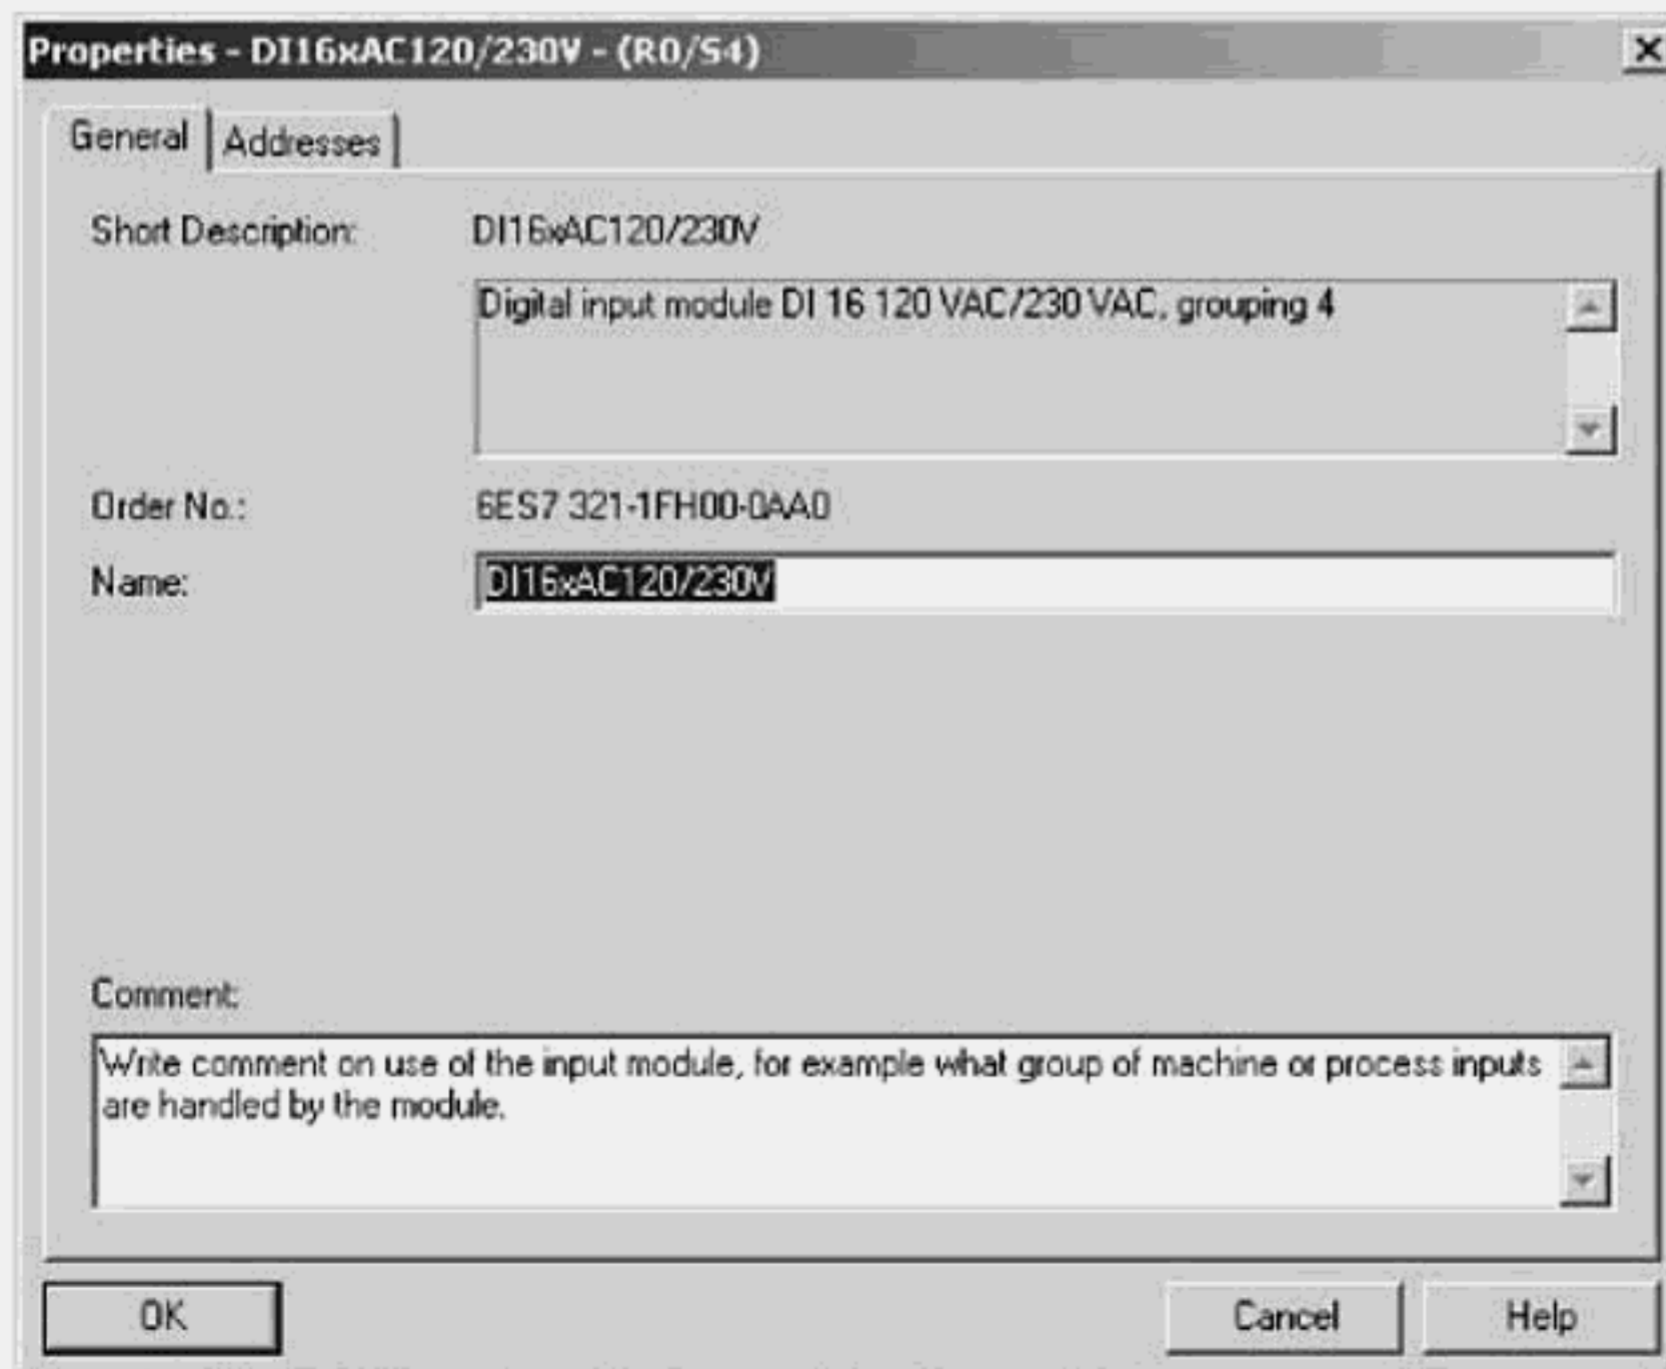 Properties - DI16xAC120/230V - (R0/S4)
General
Addresses
Short Description:
DI16xAC120/230V
Digital input module DI 16 120 VAC/230 VAC, grouping 4
Order No.:
6ES7 321-1FH00-0AA0
Name:
DI16xAC120/230V
Comment:
Write comment on use of the input module, for example what group of machine or process inputs
are handled by the module.
OK
Cancel
Help